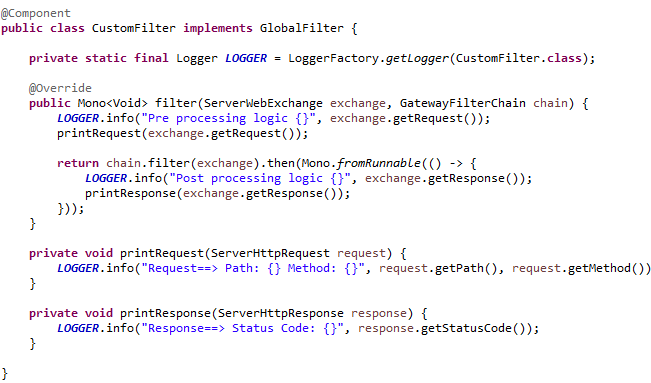 @Component
public class CustomFilter implements GlobalFilter {
private static final Logger LOGGER = LoggerFactory.getLogger(CustomFilter.class);
@Override
public Mono<Void> filter(ServerWebExchange exchange, GatewayFilterChain chain) {
LOGGER.info("Pre processing logic {}", exchange.getRequest());
printRequest(exchange.getRequest());
return chain.filter(exchange).then(Mono.fromRunnable(() -> {
LOGGER.info("Post processing logic {}", exchange.getResponse());
printResponse(exchange.getResponse());
}));
}
private void printRequest(ServerHttpRequest request) {
LOGGER.info("Request==> Path: {} Method: {}", request.getPath(), request.getMethod())
}
private void printResponse(ServerHttpResponse response) {
LOGGER.info("Response==> Status Code: {}", response.getStatusCode());
}
}